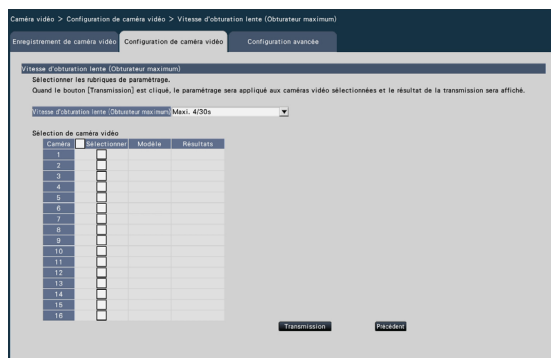 Caméra vidéo > Configuration de caméra vidéo > Vitesse d'obturation lente (Obturateur maximum)
Enregistrement de caméra vidéo Configuration de caméra vidéo Configuration avancée
Vitesse d'obturation lente (Obturateur maximum)
Sélectionner les rubriques de paramétrage.
Quand le bouton [Transmission] est cliqué, le paramétrage sera appliqué aux caméras vidéo sélectionnées et le résultat de la transmission sera affiché.
Vitesse d'obturation lente (Obturateur maximum) Maxi. 4/30s
Sélection de caméra vidéo
Caméra Sélectionner Modèle Résultats
1
2
3
4
5
6
7
8
9
10
11
12
13
14
15
16
Transmission Précédent